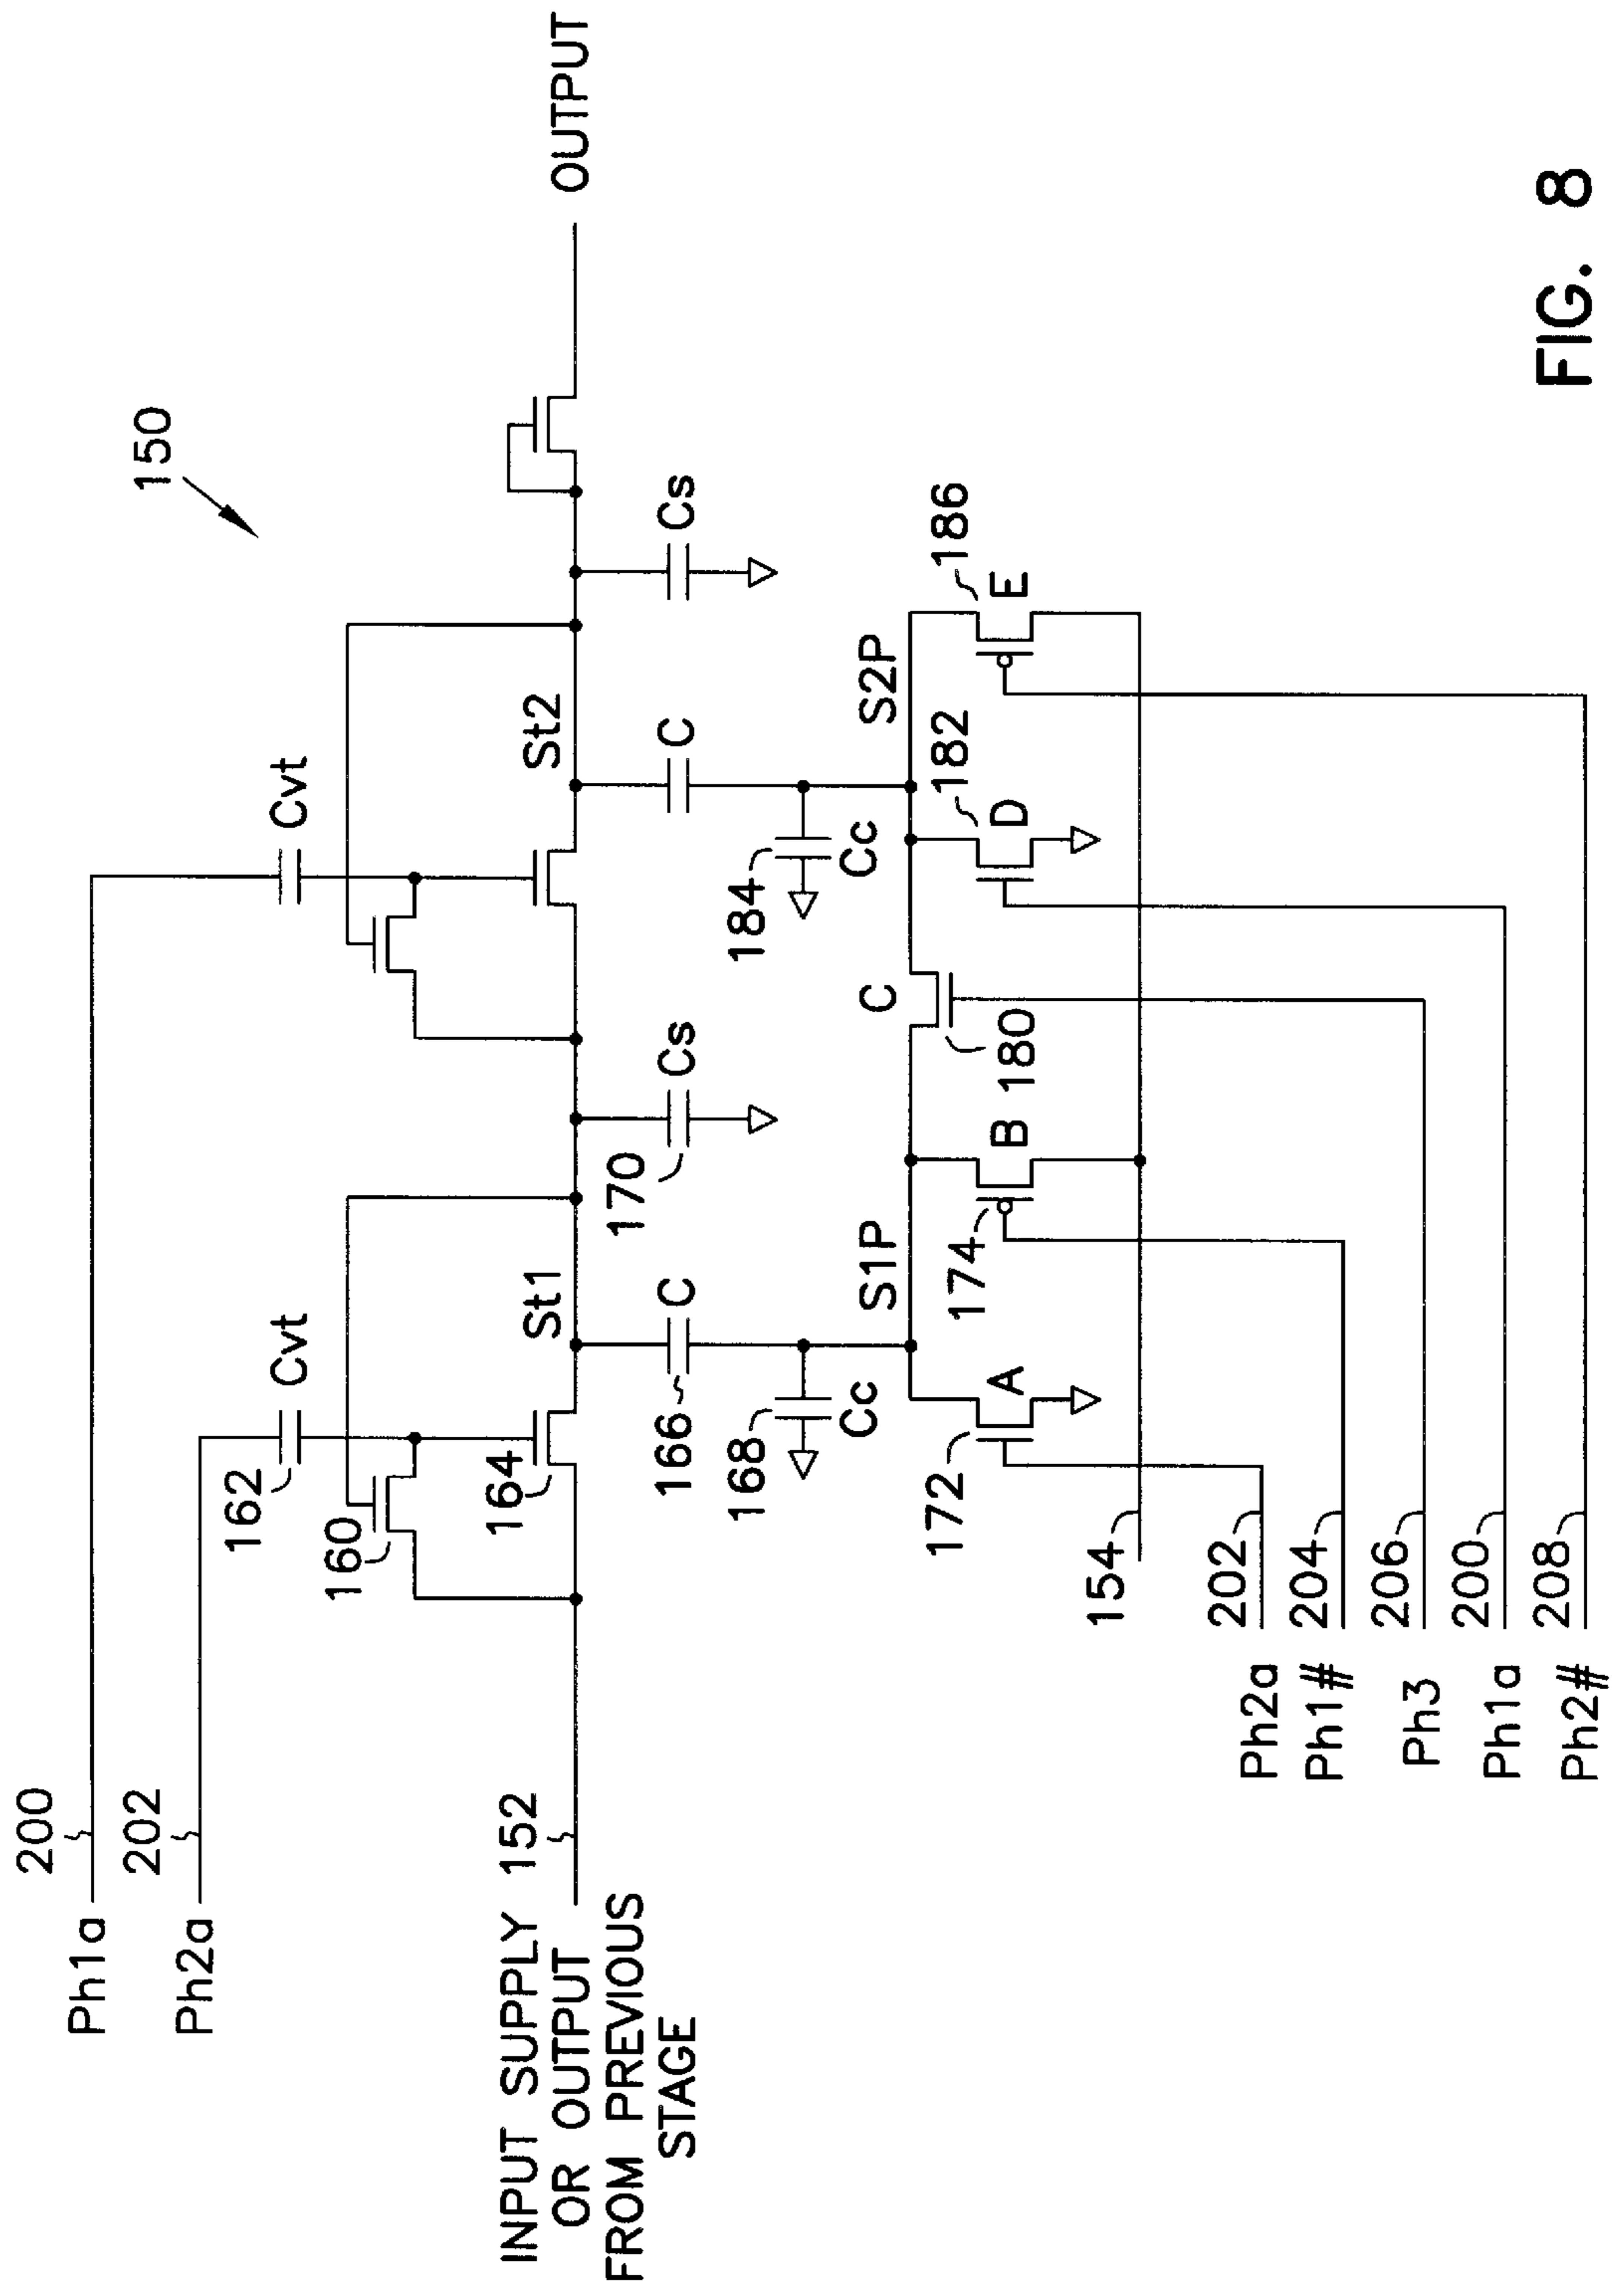 150
Ph1a
200
Ph2a
202
Cvt
Cvt
162
160
164
St1
St2
OUTPUT
INPUT SUPPLY 152
OR OUTPUT
FROM PREVIOUS
STAGE
166
C
170
Cs
C
Cs
168
Cc
184
Cc
S1P
C
S2P
172
A
174
B
180
182
D
186
E
154
Ph2a
202
Ph1#
204
Ph3
206
Ph1a
200
Ph2#
208
FIG. 8